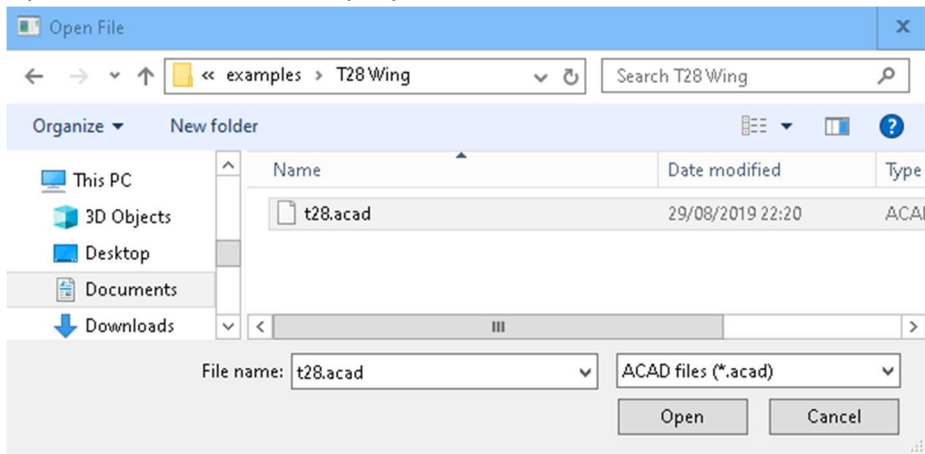 Open File
« examples › T28 Wing
Search T28 Wing
Organize
New folder
Name
Date modified
Type
This PC
3D Objects
Desktop
Documents
Downloads
t28.acad
29/08/2019 22:20
ACA
File name: t28.acad
ACAD files (*.acad)
Open
Cancel